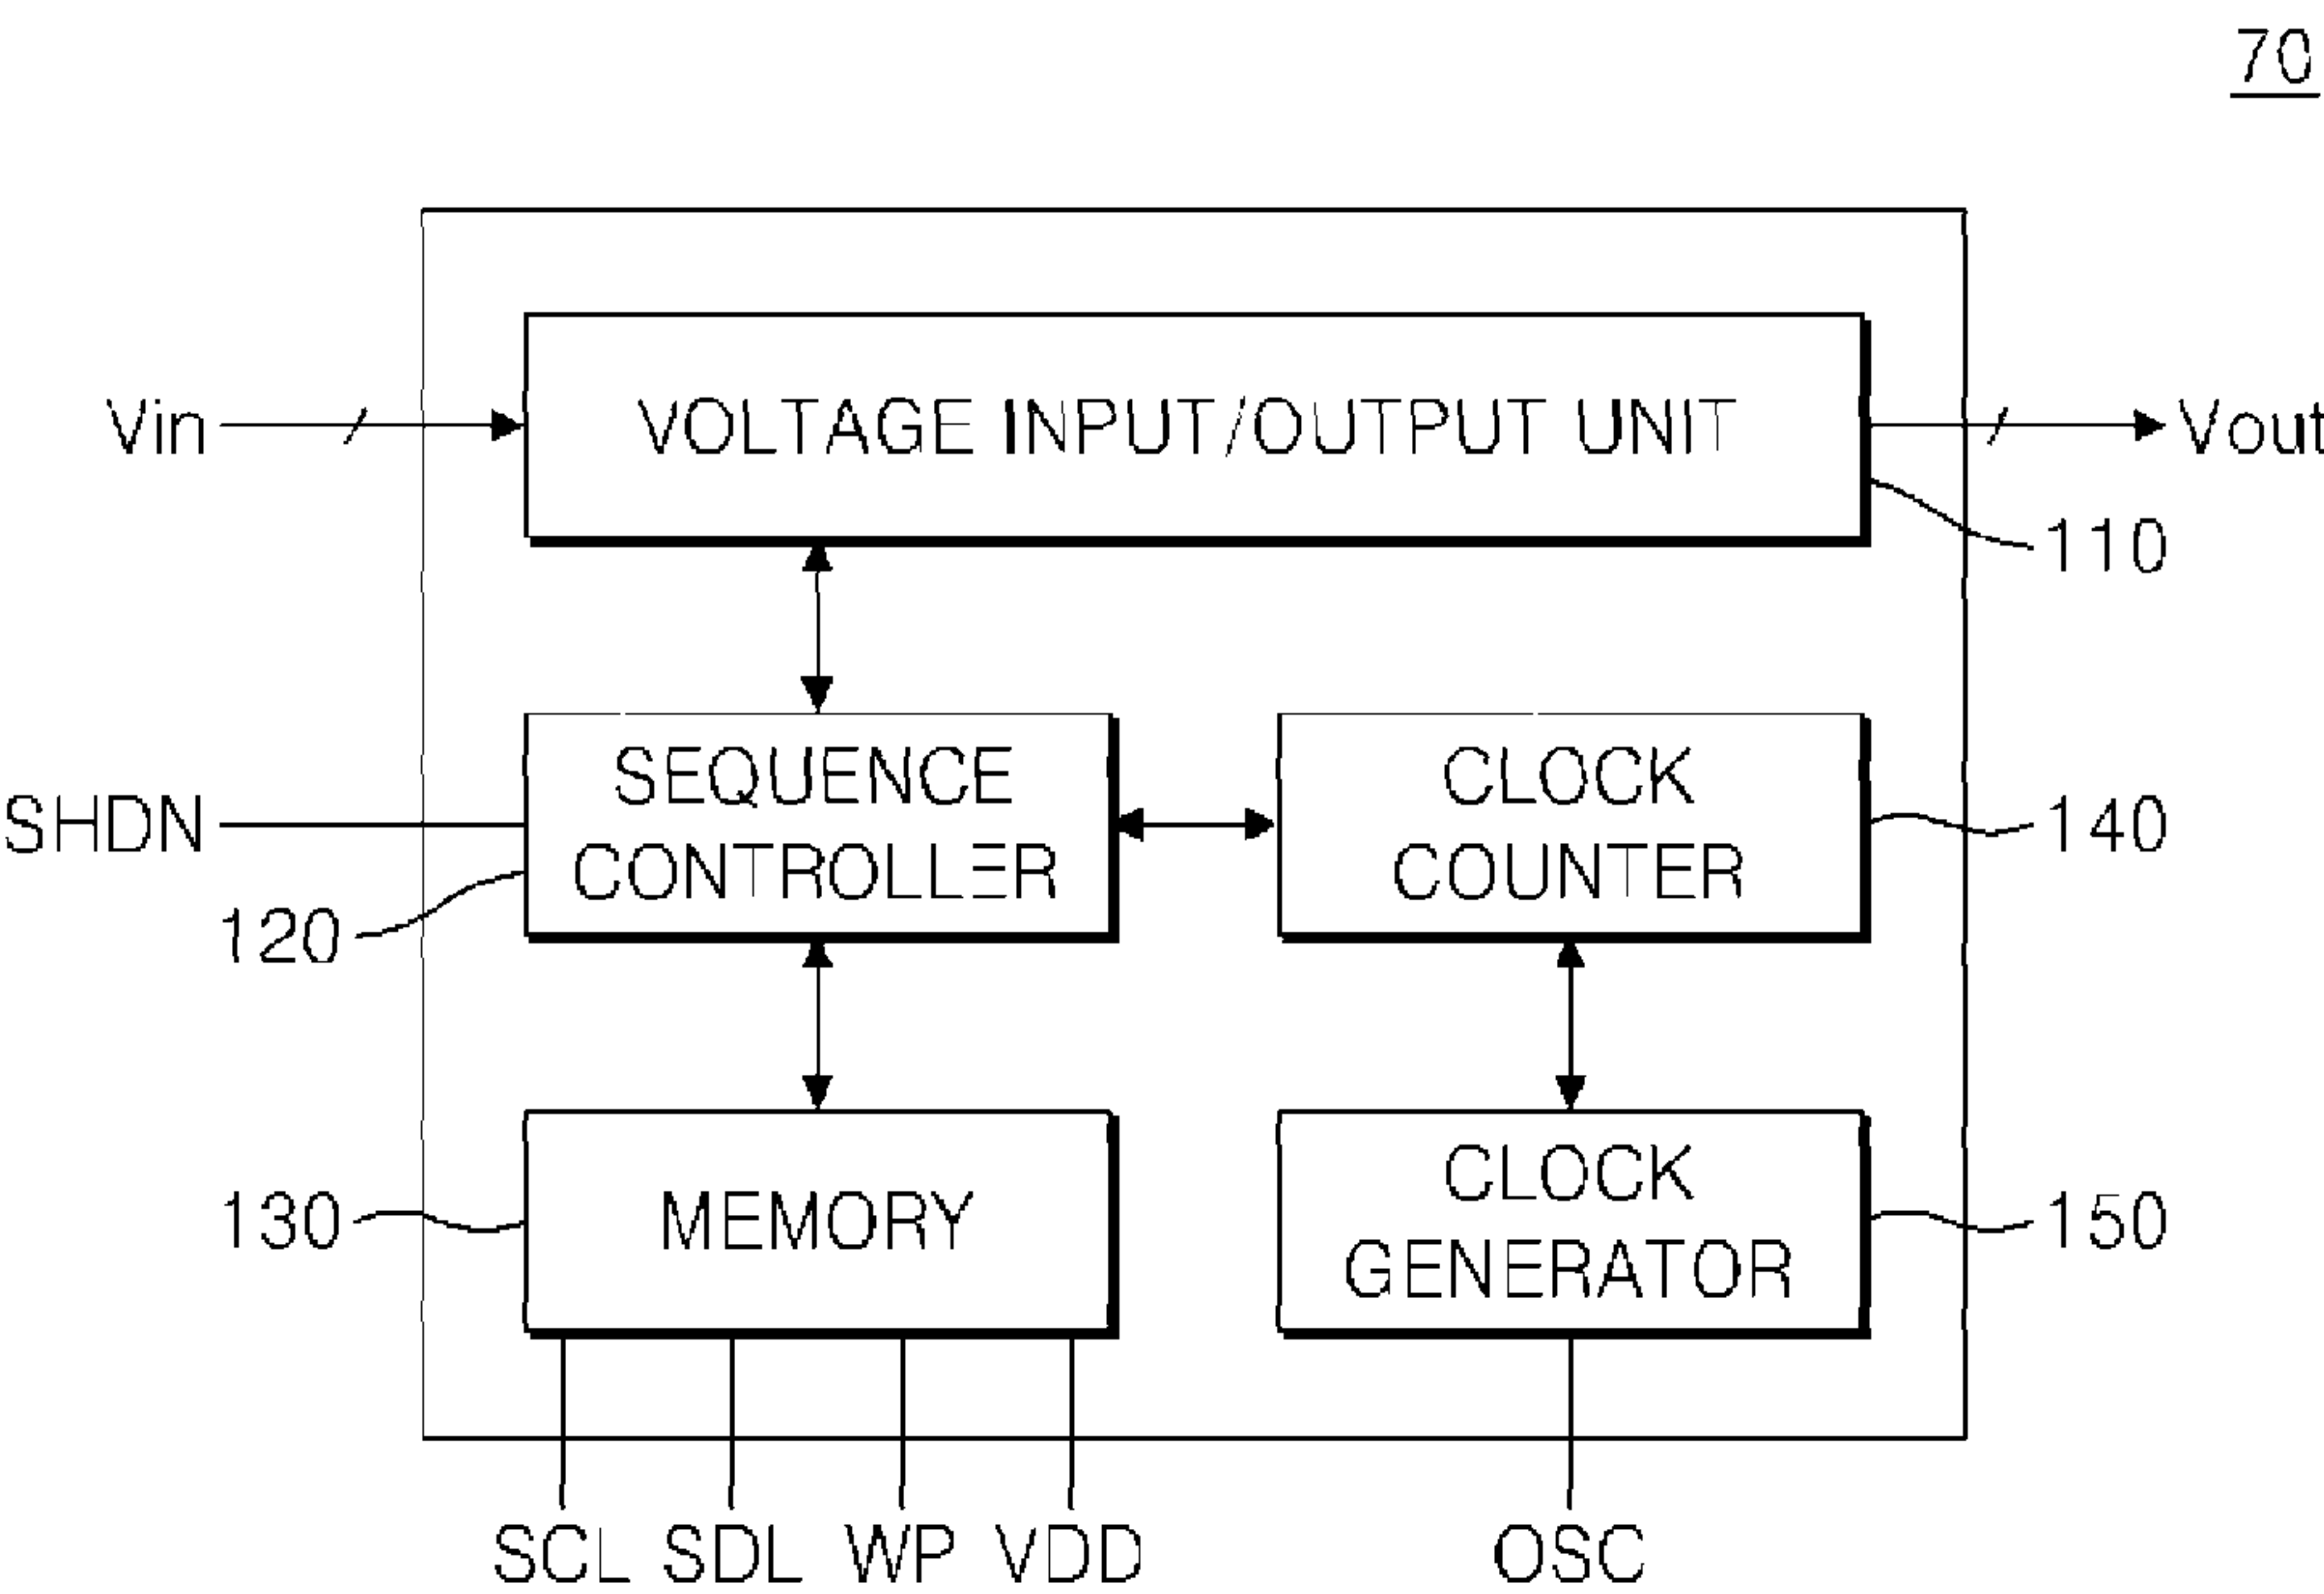 70
Vin
VOLTAGE INPUT/OUTPUT UNIT
Vout
110
SHDN
SEQUENCE
CONTROLLER
CLOCK
COUNTER
140
120
130
MEMORY
CLOCK
GENERATOR
150
SCL SDL WP VDD
OSC